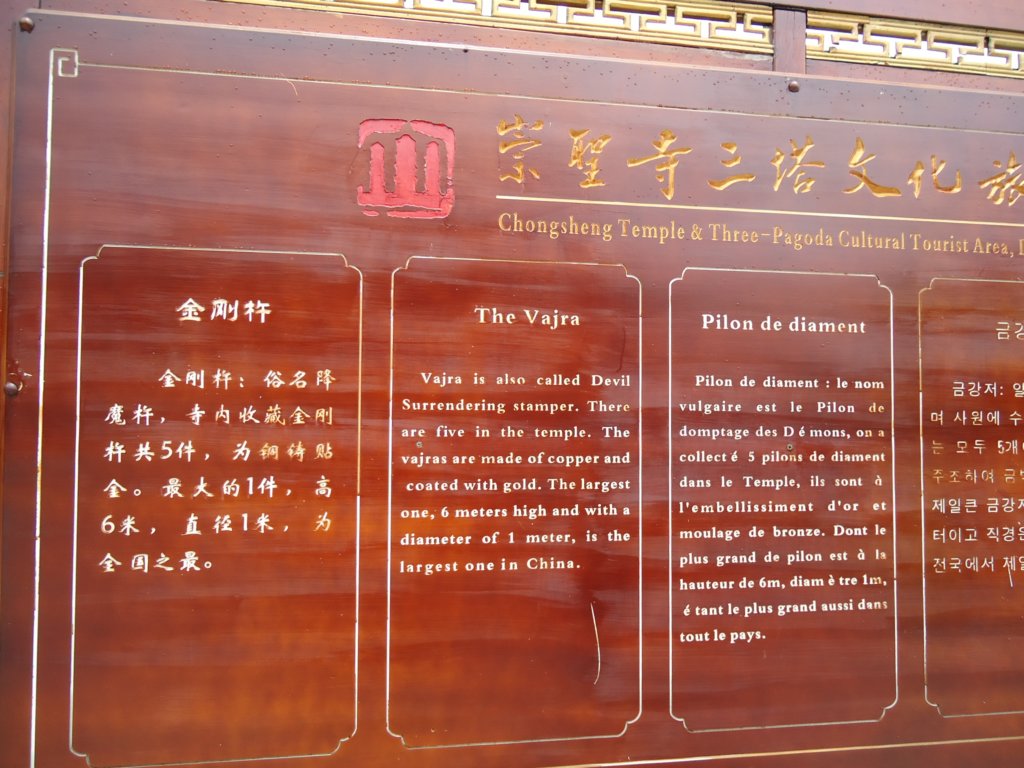 崇聖寺三塔文化旅
Chongsheng Temple & Three-Pagoda Cultural Tourist Area,
金刚杵
金刚杵：俗名降
魔杵，寺内收藏金刚
杵共5件，为铜铸贴
金。最大的1件，高
6米，直径1米，为
全国之最。
The Vajra
Vajra is also called Devil
Surrendering stamper. There
are five in the temple. The
vajras are made of copper and
coated with gold. The largest
one, 6 meters high and with a
diameter of 1 meter, is the
largest one in China.
Pilon de diament
Pilon de diament : le nom
vulgaire est le Pilon de
domptage des D é mons, on a
collect é 5 pilons de diament
dans le Temple, ils sont à
l'embellissiment d'or et
moulage de bronze. Dont le
plus grand de pilon est à la
hauteur de 6m, diam è tre 1m,
é tant le plus grand aussi dans
tout le pays.
금강
금강저: 일
며 사원에 수
는 모두 5개
주조하여 금
제일큰 금강저
터이고 직경은
전국에서 제일